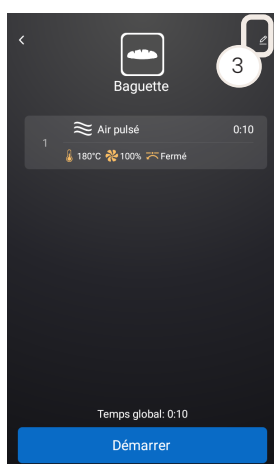 3
Baguette
1
Air pulsé 0:10
180°C 100% Fermé
Temps global: 0:10
Démarrer